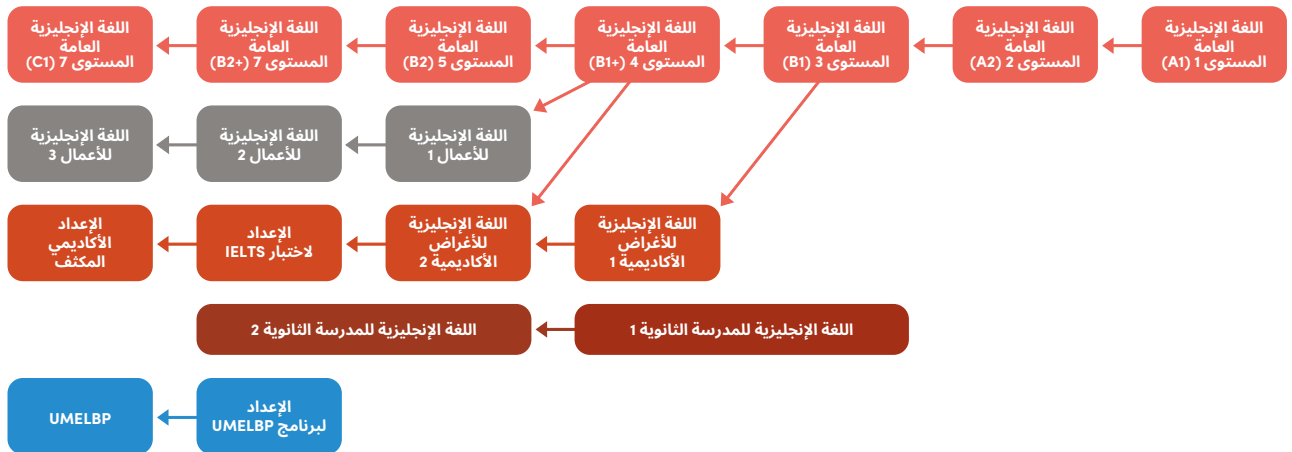 اللغة الإنجليزية
العامة
المستوى 1 (A1)
اللغة الإنجليزية
العامة
المستوى 2 (A2)
اللغة الإنجليزية
العامة
المستوى 3 (B1)
اللغة الإنجليزية
العامة
المستوى 4 (B1+)
اللغة الإنجليزية
العامة
المستوى 5 (B2)
اللغة الإنجليزية
العامة
المستوى 7 (B2+)
اللغة الإنجليزية
العامة
المستوى 7 (C1)
اللغة الإنجليزية
للأعمال 1
اللغة الإنجليزية
للأعمال 2
اللغة الإنجليزية
للأعمال 3
اللغة الإنجليزية
للأغراض
الأكاديمية 1
اللغة الإنجليزية
للأغراض
الأكاديمية 2
الإعداد
لاختبار IELTS
الإعداد
الأكاديمي
المكثف
اللغة الإنجليزية للمدرسة الثانوية 1
اللغة الإنجليزية للمدرسة الثانوية 2
الإعداد
لبرنامج UMELBP
UMELBP